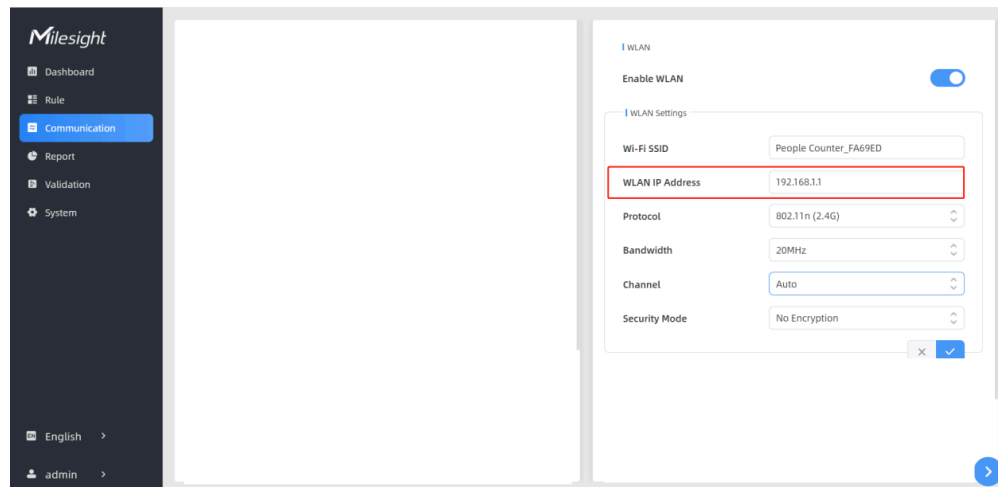 Milesight
Dashboard
Rule
Communication
Report
Validation
System
EN English
admin
WLAN
Enable WLAN
WLAN Settings
Wi-Fi SSID People Counter_FA69ED
WLAN IP Address 192.168.1.1
Protocol 802.11n (2.4G)
Bandwidth 20MHz
Channel Auto
Security Mode No Encryption